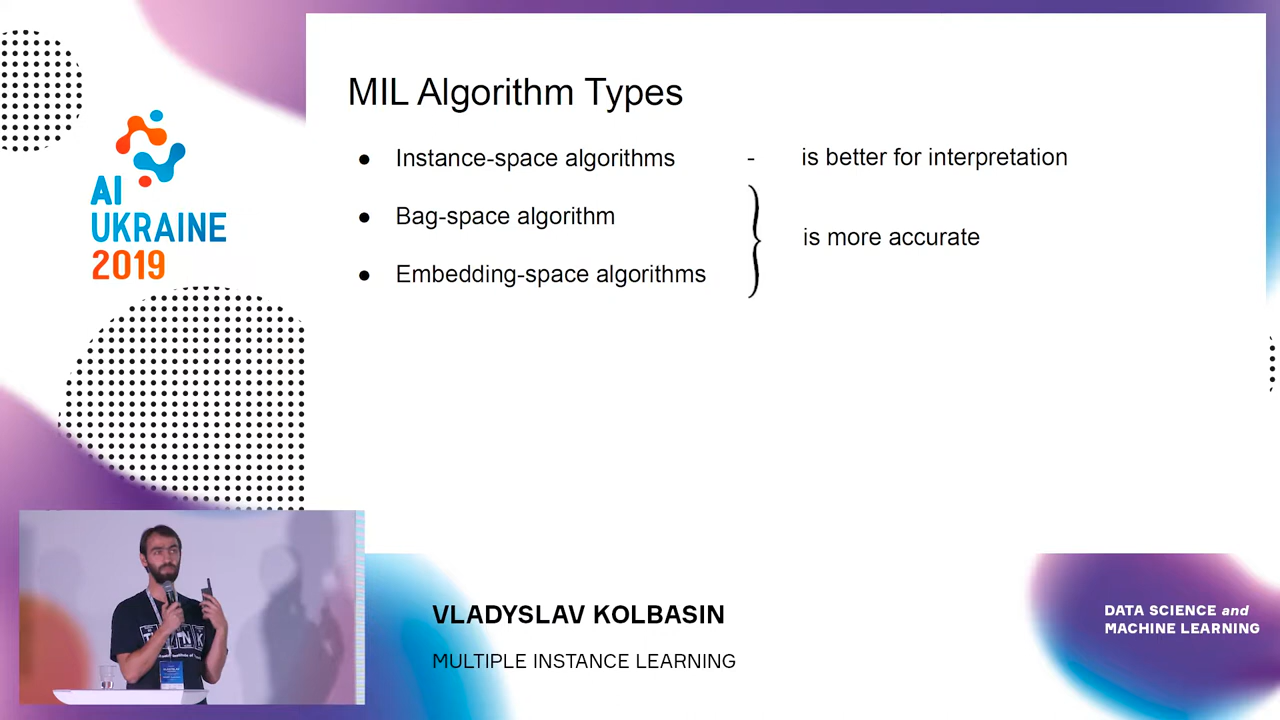 MIL Algorithm Types
● Instance-space algorithms - is better for interpretation
● Bag-space algorithm
is more accurate
● Embedding-space algorithms
AI
UKRAINE
2019
VLADYSLAV KOLBASIN
MULTIPLE INSTANCE LEARNING
DATA SCIENCE and
MACHINE LEARNING